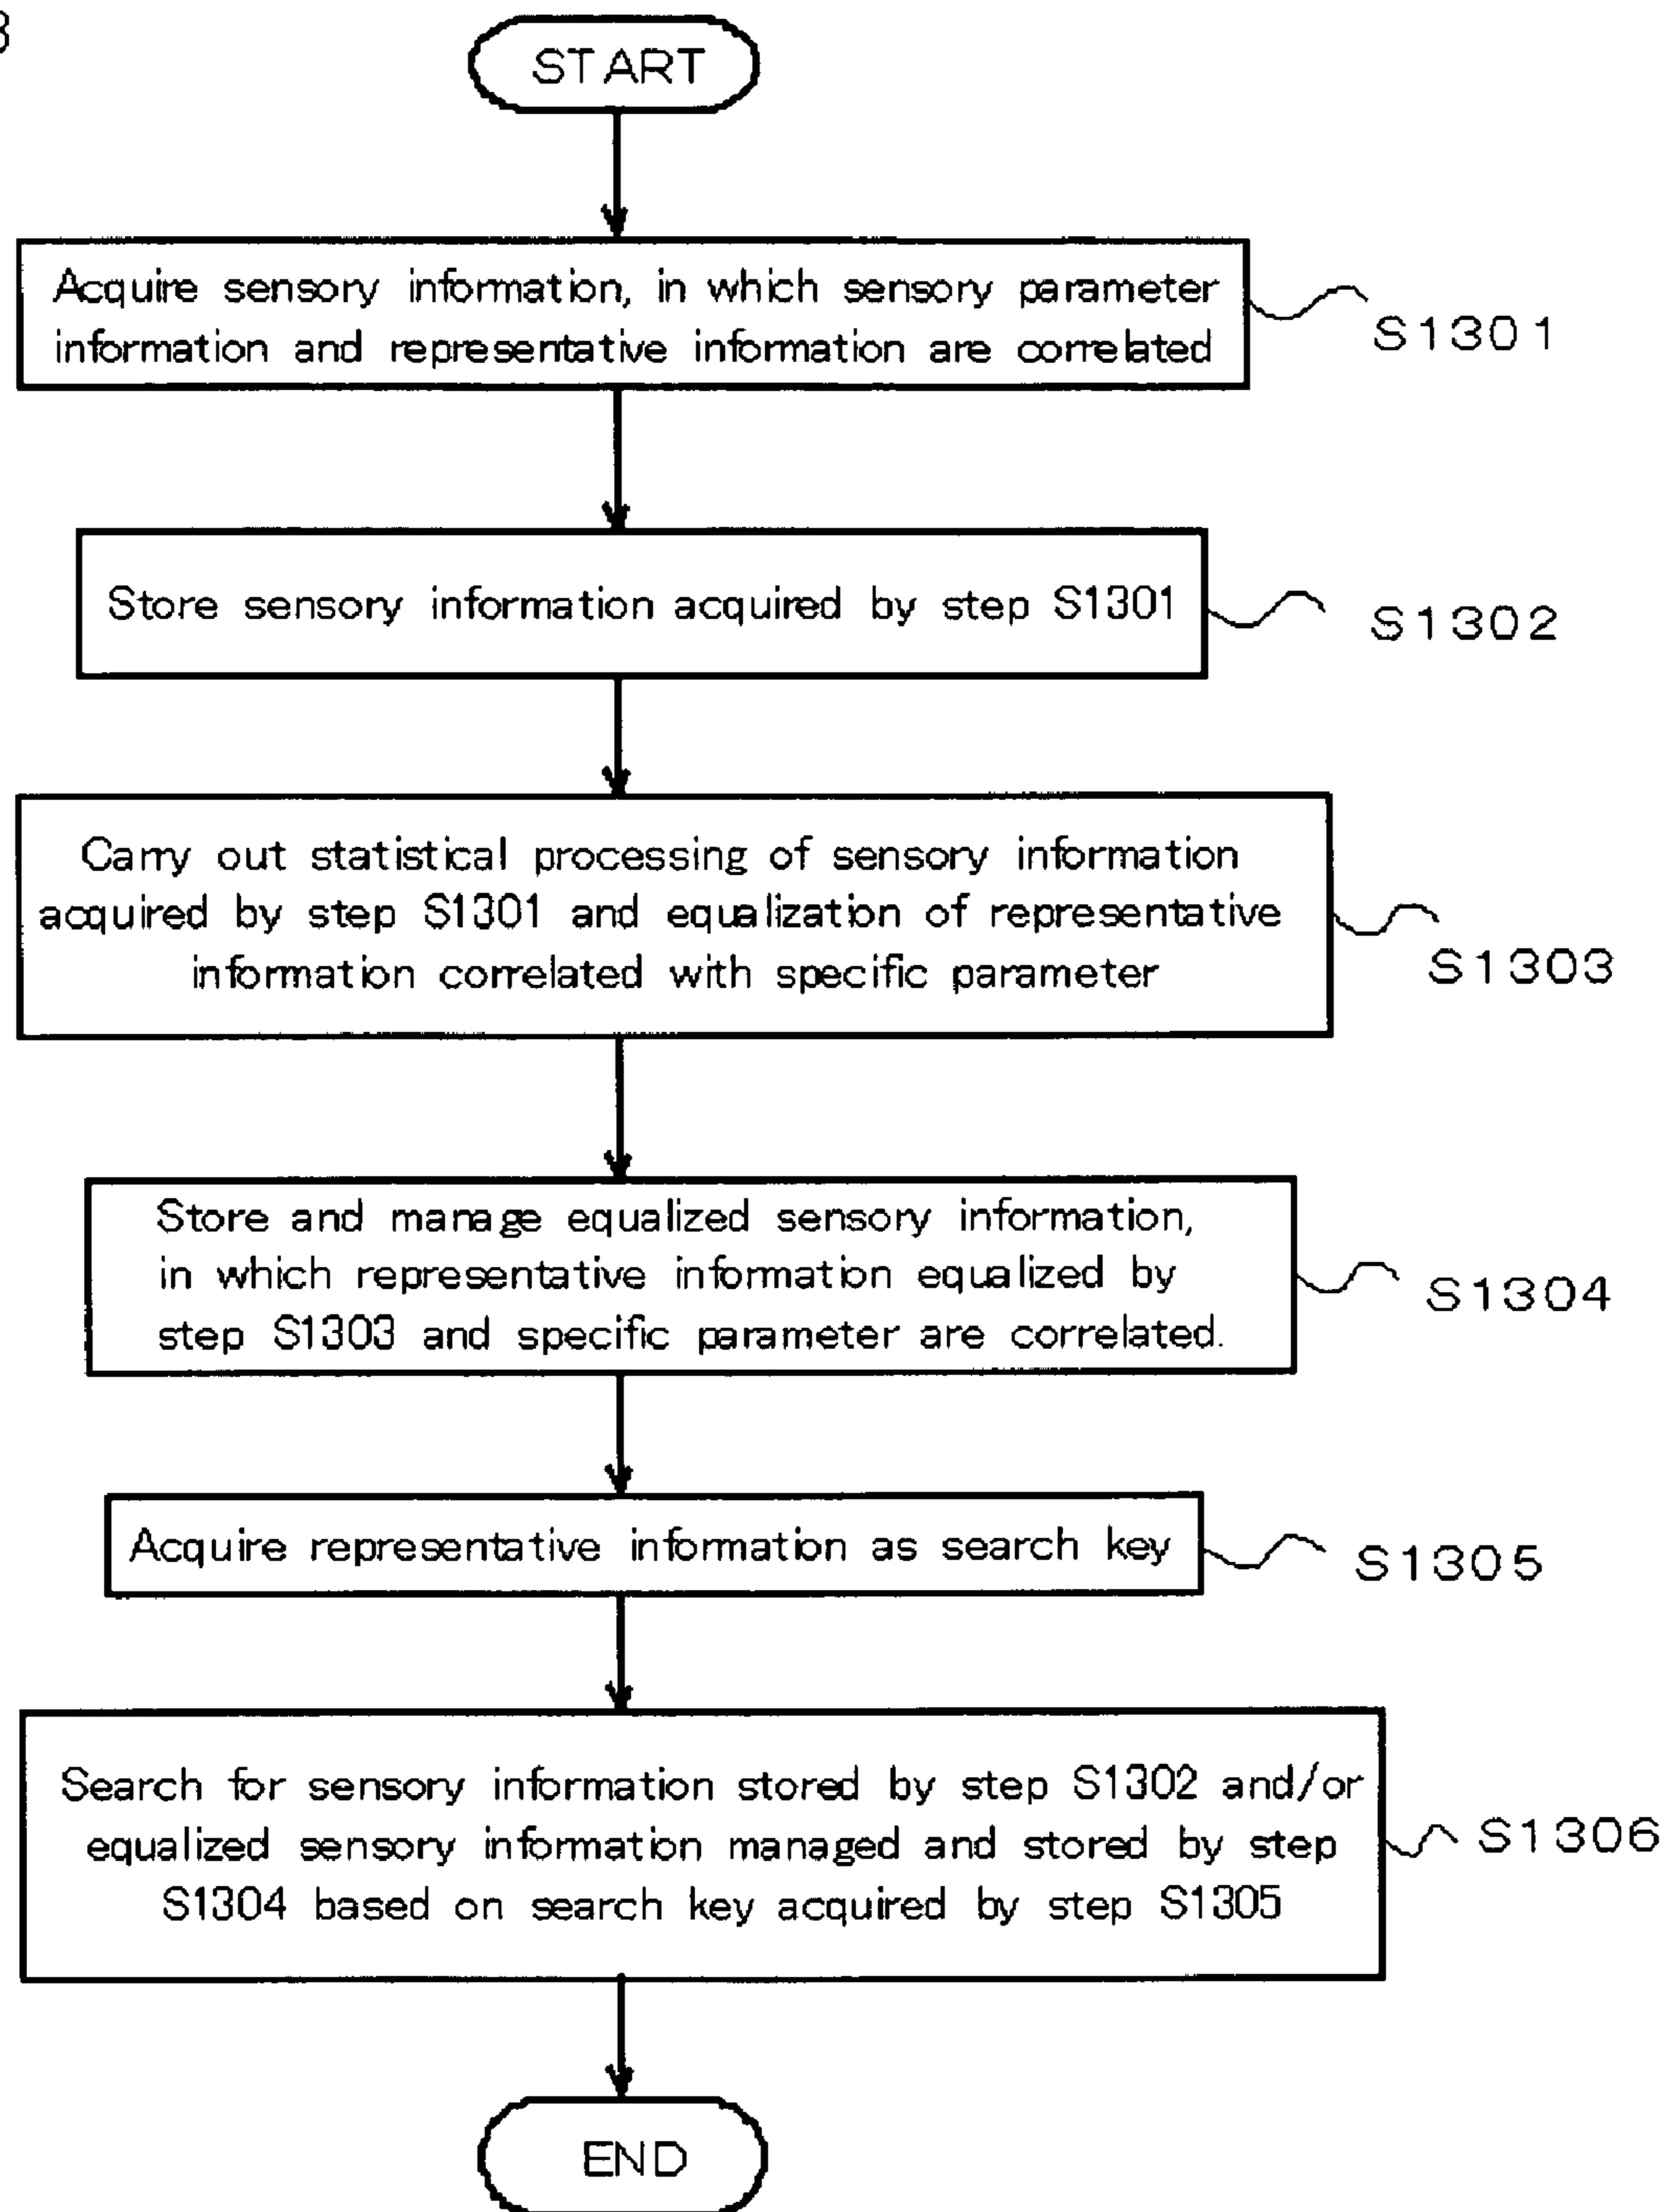 START
Acquire sensory information, in which sensory parameter
information and representative information are correlated
S1301
Store sensory information acquired by step S1301
S1302
Carry out statistical processing of sensory information
acquired by step S1301 and equalization of representative
information correlated with specific parameter
S1303
Store and manage equalized sensory information,
in which representative information equalized by
step S1303 and specific parameter are correlated.
S1304
Acquire representative information as search key
S1305
Search for sensory information stored by step S1302 and/or
equalized sensory information managed and stored by step
S1304 based on search key acquired by step S1305
S1306
END